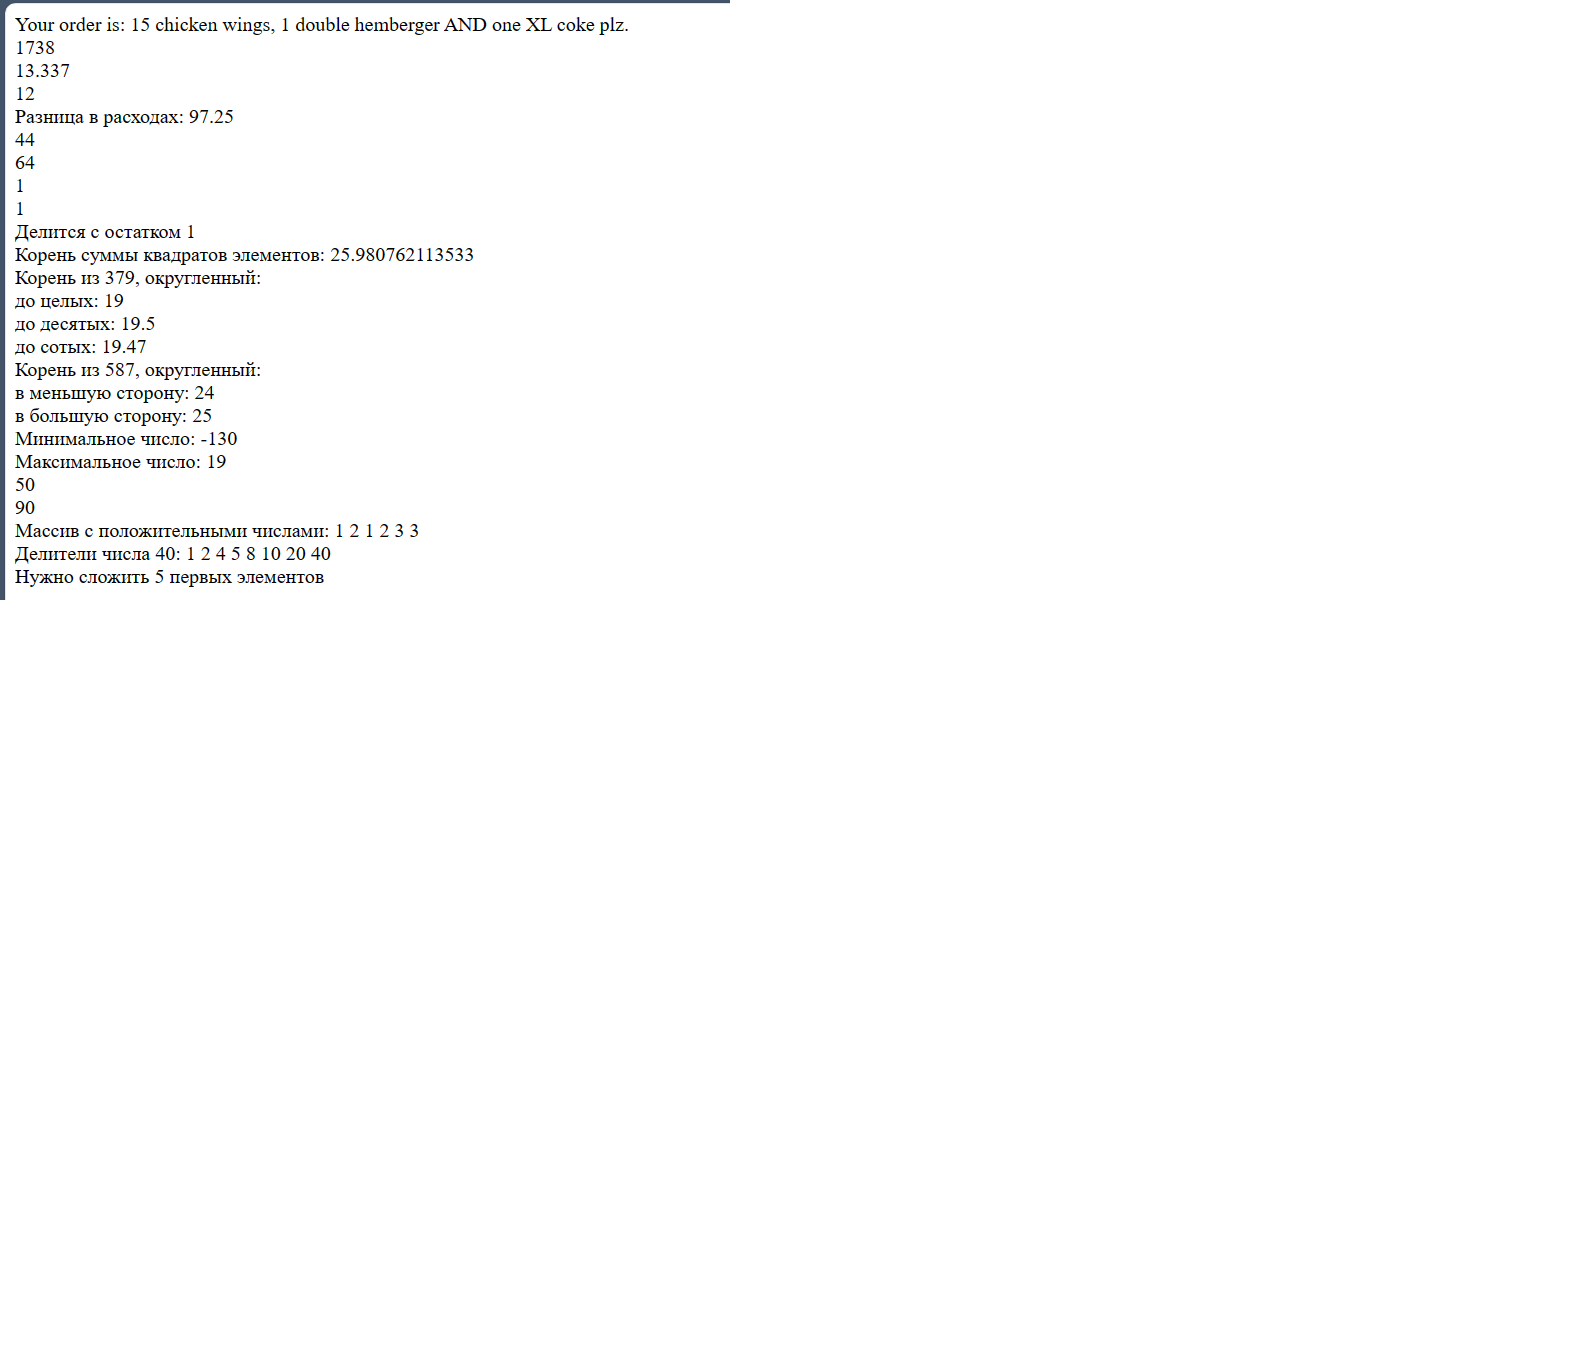 Your order is: 15 chicken wings, 1 double hemberger AND one XL coke plz.
1738
13.337
12
Разница в расходах: 97.25
44
64
1
1
Делится с остатком 1
Корень суммы квадратов элементов: 25.980762113533
Корень из 379, округленный:
до целых: 19
до десятых: 19.5
до сотых: 19.47
Корень из 587, округленный:
в меньшую сторону: 24
в большую сторону: 25
Минимальное число: -130
Максимальное число: 19
50
90
Массив с положительными числами: 1 2 1 2 3 3
Делители числа 40: 1 2 4 5 8 10 20 40
Нужно сложить 5 первых элементов